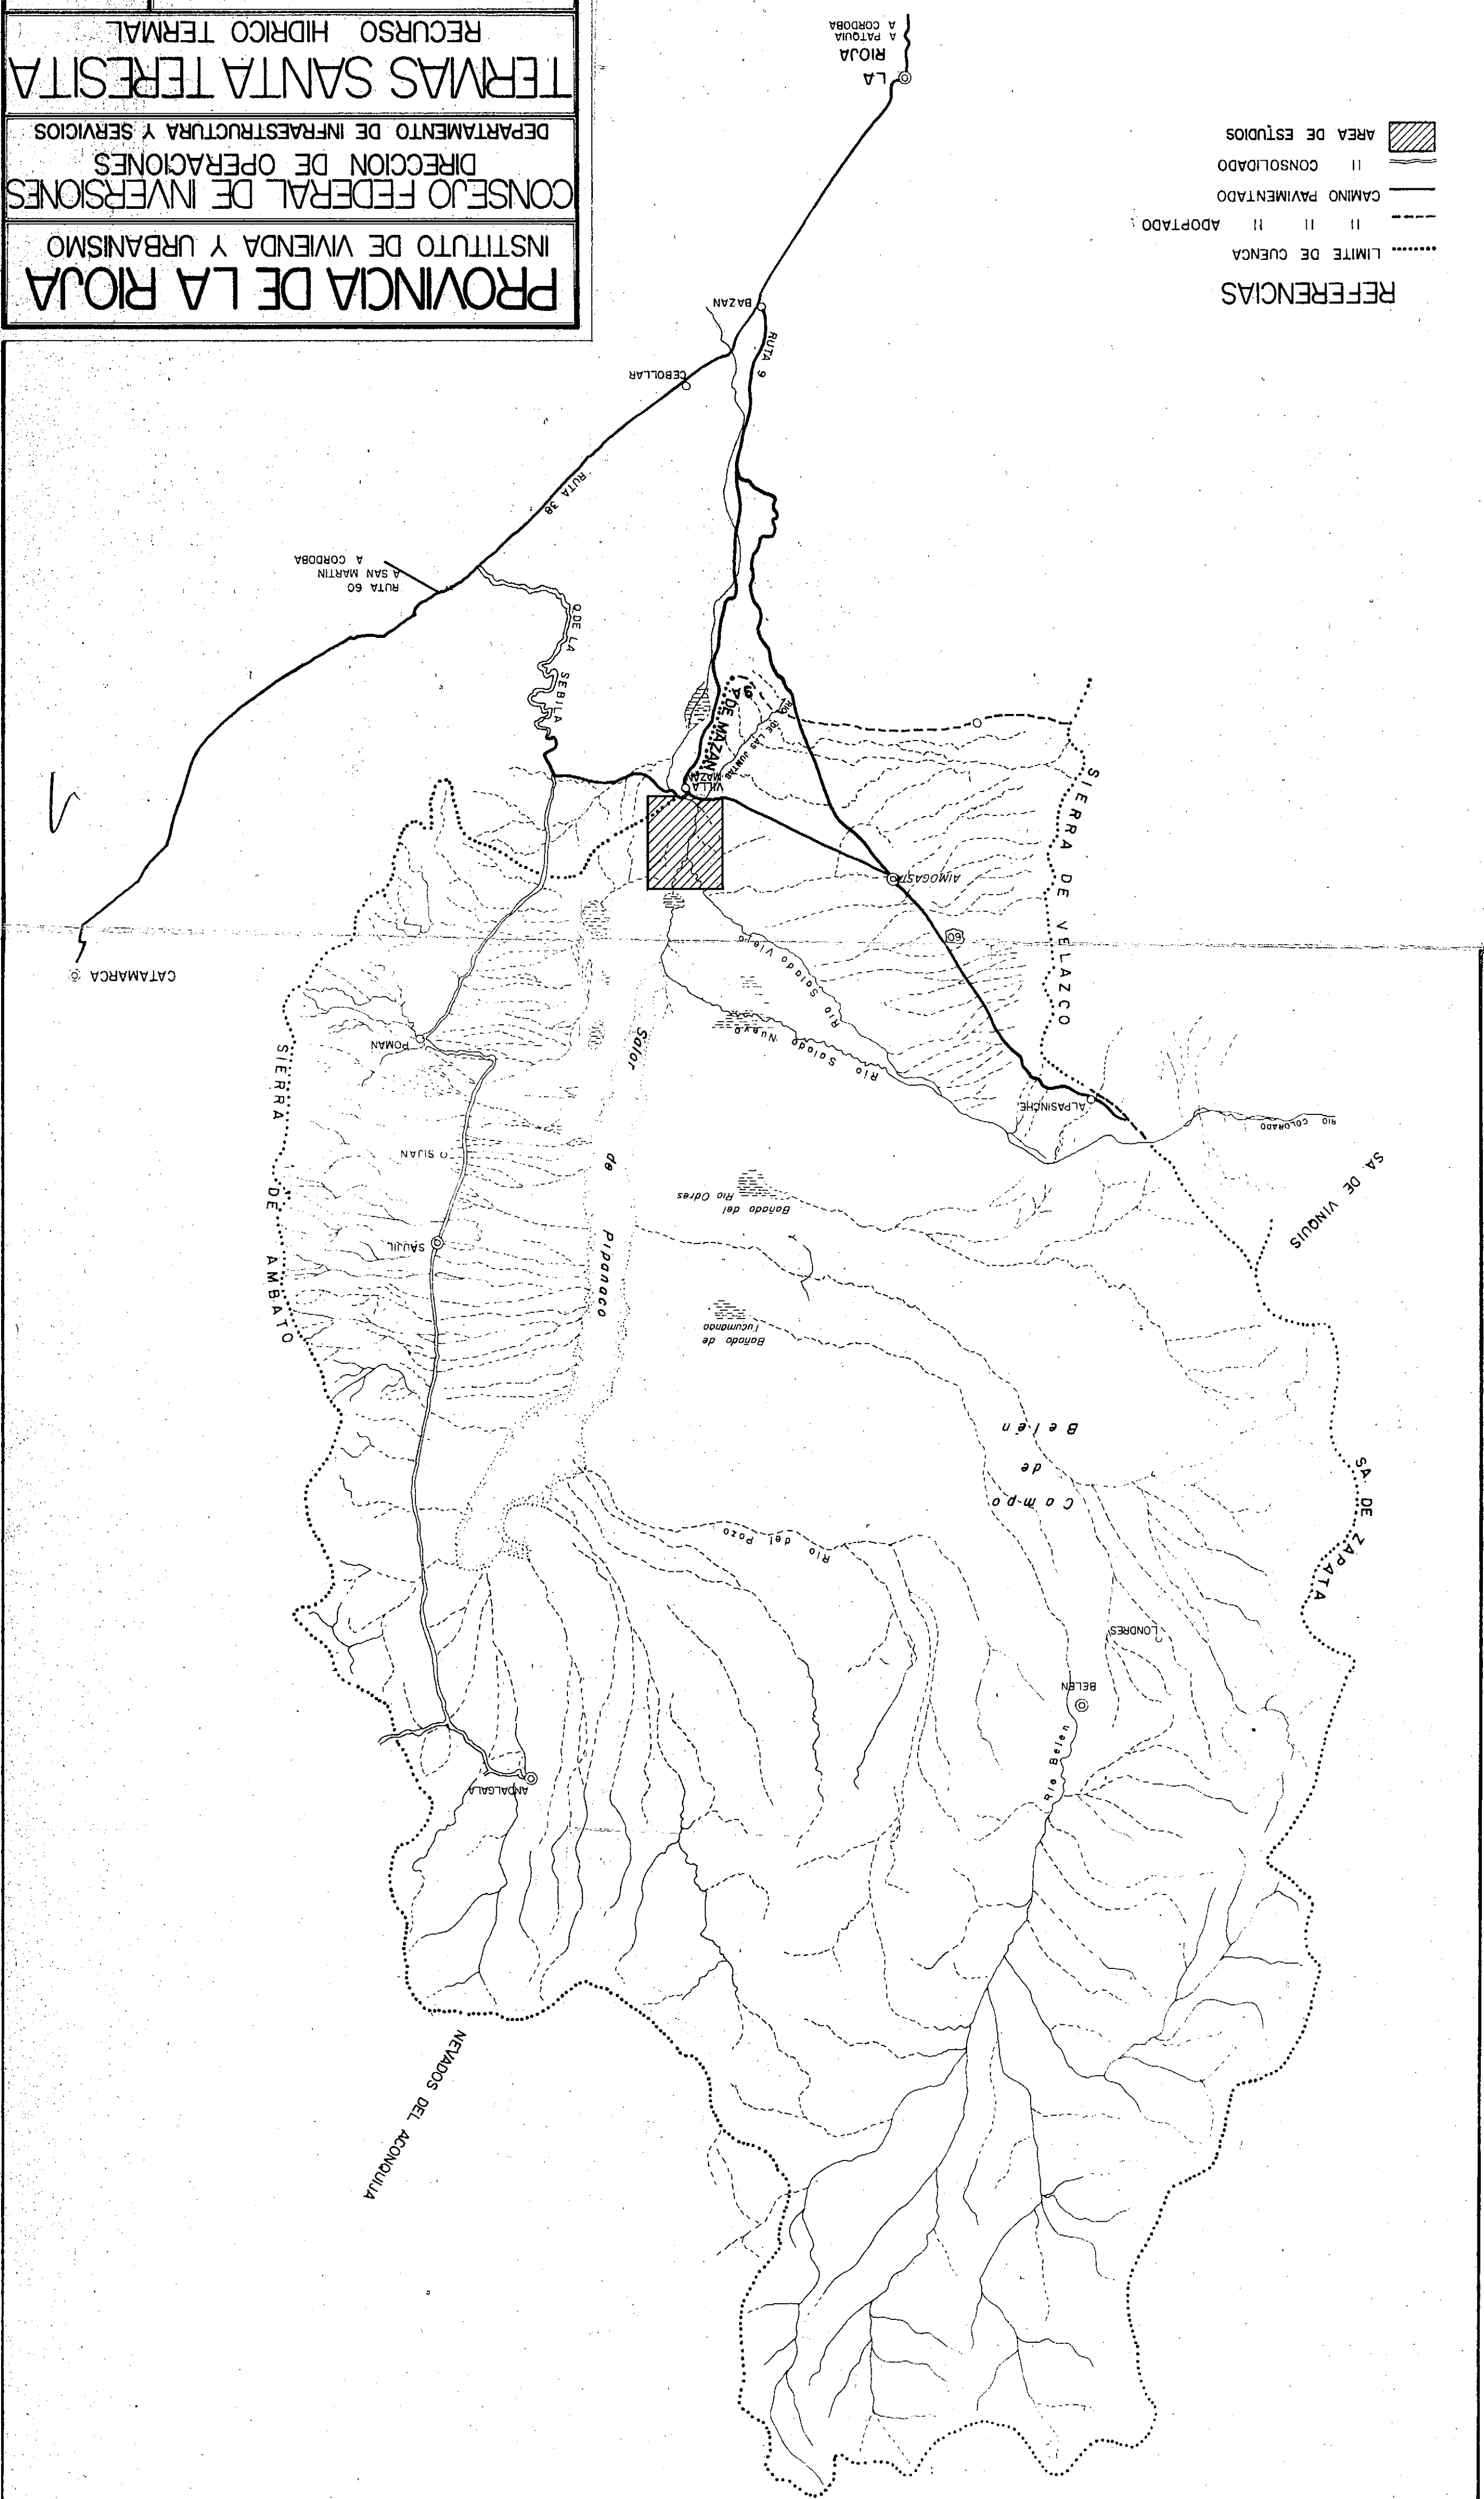 NEVADOS DEL ACONQUIJA
ANDALGALA
Rio Belen
BELEN
LONDRES
SA. DE ZAPATA
Rio del Pozo
Campo
de
Belén
Bañado de
Tucumanao
SIERRA DE AMBATO
SAUJIL
Bañado del
Rio Odres
SA DE VINQUIS
SIJAN
Salar de Pipanaco
RIO COLORADO
ALPASINCHE
POMAN
Rio Salado Nuevo
Rio Salado Viejo
CATAMARCA
60
SIERRA DE VELAZCO
AIMOGASTA
VILLA
MAZAN
RIO DE LAS JUNTAS
Q. DE MAZAN
Q. DE LA SEBILA
RUTA 60
A SAN MARTIN
A CORDOBA
RUTA 38
CEBOLLAR
RUTA 9
BAZAN
LA
RIOJA
A PATQUIA
A CORDOBA
REFERENCIAS
LIMITE DE CUENCA
" " " ADOPTADO
CAMINO PAVIMENTADO
" CONSOLIDADO
AREA DE ESTUDIOS
PROVINCIA DE LA RIOJA
INSTITUTO DE VIVIENDA Y URBANISMO
CONSEJO FEDERAL DE INVERSIONES
DIRECCION DE OPERACIONES
DEPARTAMENTO DE INFRAESTRUCTURA Y SERVICIOS
TERMAS SANTA TERESITA
RECURSO HIDRICO TERMAL